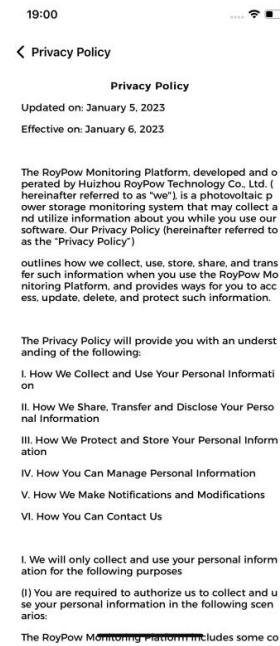 19:00
Privacy Policy
Privacy Policy
Updated on: January 5, 2023
Effective on: January 6, 2023
The RoyPow Monitoring Platform, developed and o
perated by Huizhou RoyPow Technology Co., Ltd. (
hereinafter referred to as "we"), is a photovoltaic p
ower storage monitoring system that may collect a
nd utilize information about you while you use our
software. Our Privacy Policy (hereinafter referred to
as the "Privacy Policy")
outlines how we collect, use, store, share, and trans
fer such information when you use the RoyPow Mo
nitoring Platform, and provides ways for you to acc
ess, update, delete, and protect such information.
The Privacy Policy will provide you with an underst
anding of the following:
I. How We Collect and Use Your Personal Informati
on
II. How We Share, Transfer and Disclose Your Perso
nal Information
III. How We Protect and Store Your Personal Inform
ation
IV. How You Can Manage Personal Information
V. How We Make Notifications and Modifications
VI. How You Can Contact Us
I. We will only collect and use your personal inform
ation for the following purposes
(I) You are required to authorize us to collect and u
se your personal information in the following scen
arios:
The RoyPow Monitoring Platform includes some co